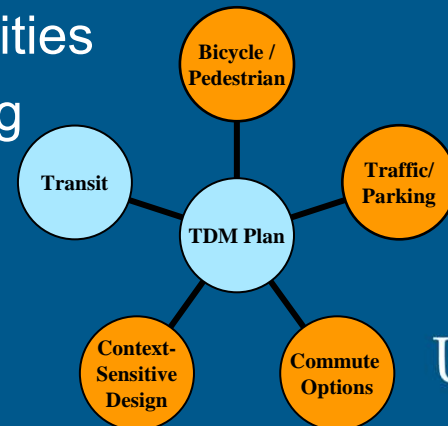 ities
g
Bicycle /
Pedestrian
Transit
Traffic/
Parking
TDM Plan
Context-
Sensitive
Design
Commute
Options
U